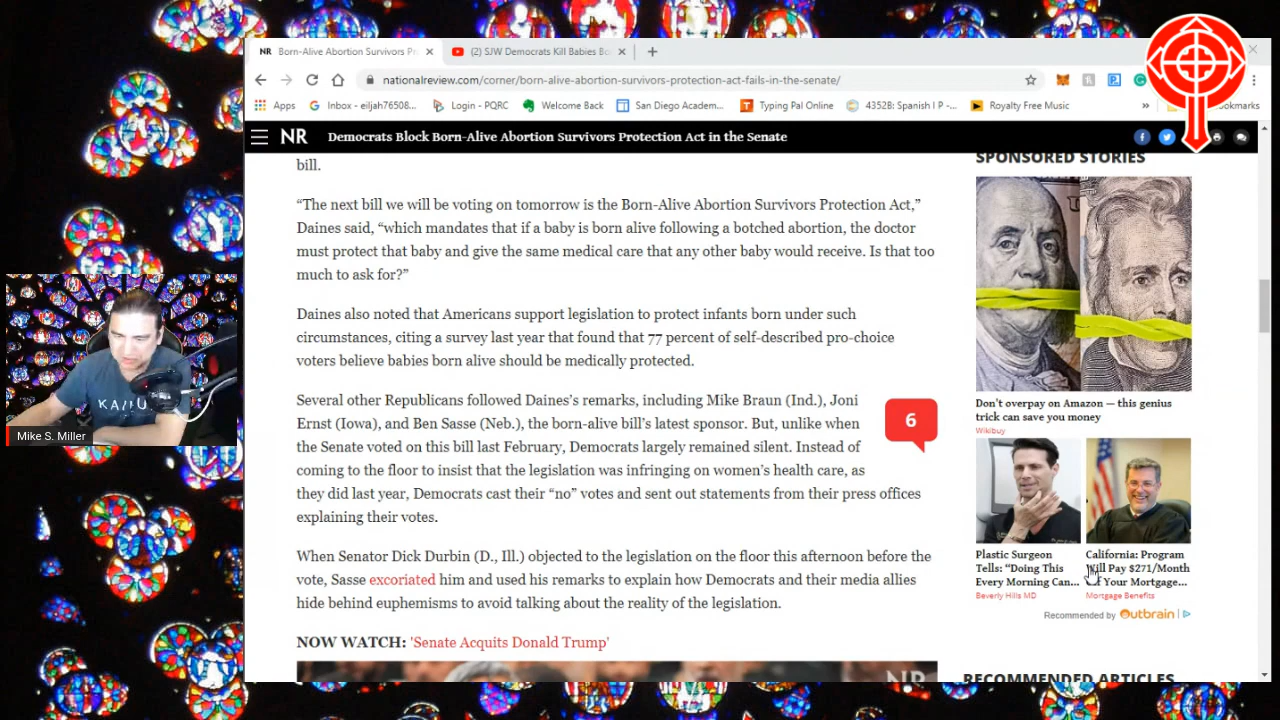 Born-Alive Abortion Survivors Pr
(2) SJW Democrats Kill Babies Bo
nationalreview.com/corner/born-alive-abortion-survivors-protection-act-fails-in-the-senate/
Apps
Inbox - eiljah76508...
Login - PQRC
Welcome Back
San Diego Academ...
Typing Pal Online
4352B: Spanish I P -...
Royalty Free Music
»
okmarks
NR
Democrats Block Born-Alive Abortion Survivors Protection Act in the Senate
bill.
“The next bill we will be voting on tomorrow is the Born-Alive Abortion Survivors Protection Act,”
Daines said, “which mandates that if a baby is born alive following a botched abortion, the doctor
must protect that baby and give the same medical care that any other baby would receive. Is that too
much to ask for?”
Daines also noted that Americans support legislation to protect infants born under such
circumstances, citing a survey last year that found that 77 percent of self-described pro-choice
voters believe babies born alive should be medically protected.
Several other Republicans followed Daines’s remarks, including Mike Braun (Ind.), Joni
Ernst (Iowa), and Ben Sasse (Neb.), the born-alive bill’s latest sponsor. But, unlike when
the Senate voted on this bill last February, Democrats largely remained silent. Instead of
coming to the floor to insist that the legislation was infringing on women’s health care, as
they did last year, Democrats cast their “no” votes and sent out statements from their press offices
explaining their votes.
6
When Senator Dick Durbin (D., Ill.) objected to the legislation on the floor this afternoon before the
vote, Sasse excoriated him and used his remarks to explain how Democrats and their media allies
hide behind euphemisms to avoid talking about the reality of the legislation.
NOW WATCH: 'Senate Acquits Donald Trump'
NR
SPONSORED STORIES
Don’t overpay on Amazon — this genius
trick can save you money
Wikibuy
Plastic Surgeon
Tells: “Doing This
Every Morning Can...
Beverly Hills MD
California: Program
Will Pay $271/Month
Of Your Mortgage...
Mortgage Benefits
Recommended by Outbrain
RECOMMENDED ARTICLES
Mike S. Miller